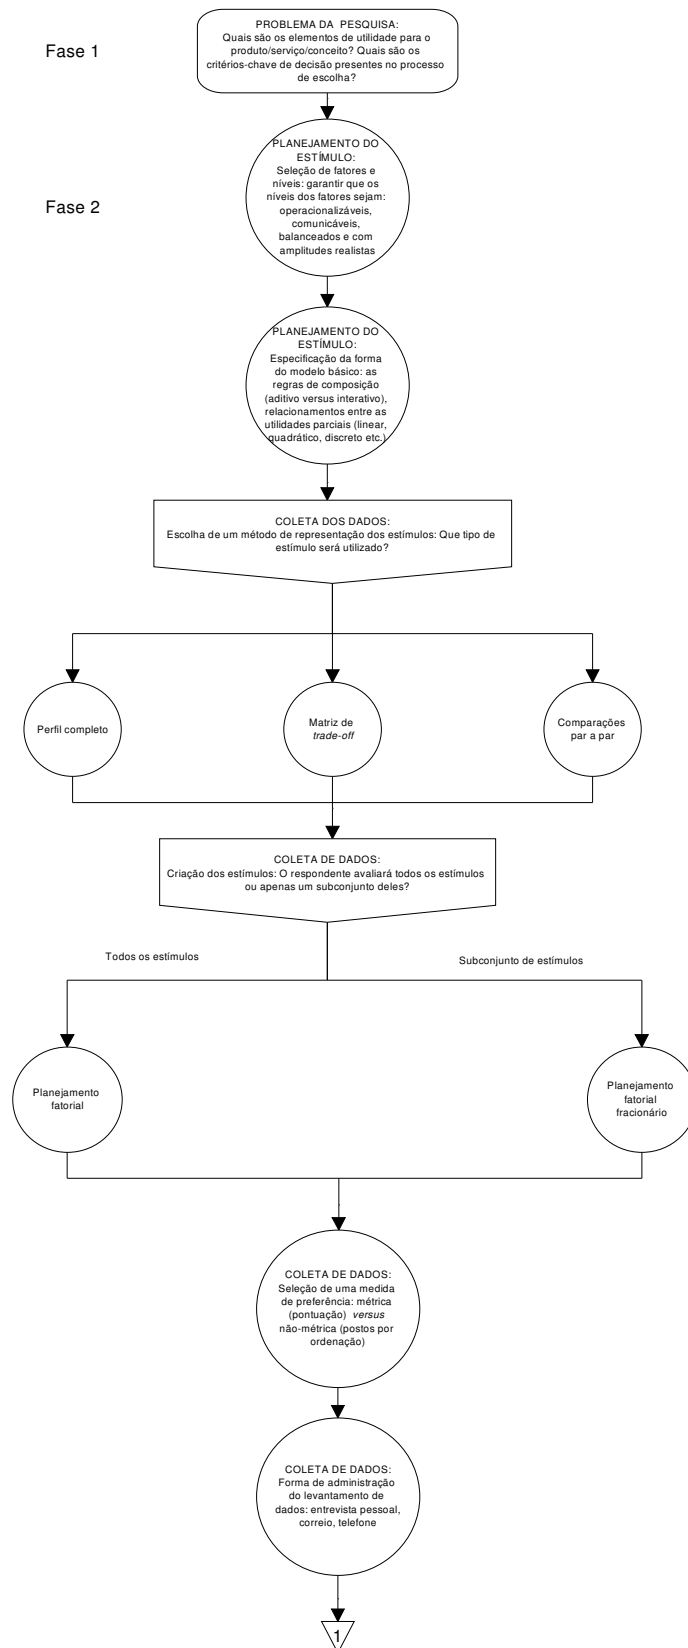 PROBLEMA DA PESQUISA:
Quais são os elementos de utilidade para o
produto/serviço/conceito? Quais são os
critérios-chave de decisão presentes no processo
de escolha?
Fase 1
PLANEJAMENTO DO
ESTÍMULO:
Seleção de fatores e
níveis: garantir que os
níveis dos fatores sejam:
operacionalizáveis,
comunicáveis,
balanceados e com
amplitudes realistas
Fase 2
PLANEJAMENTO DO
ESTÍMULO:
Especificação da forma
do modelo básico: as
regras de composição
(aditivo versus interativo),
relacionamentos entre as
utilidades parciais (linear,
quadrático, discreto etc.)
COLETA DOS DADOS:
Escolha de um método de representação dos estímulos: Que tipo de
estímulo será utilizado?
Perfil completo
Matriz de
trade-off
Comparações
par a par
COLETA DE DADOS:
Criação dos estímulos: O respondente avaliará todos os estímulos
ou apenas um subconjunto deles?
Todos os estímulos
Subconjunto de estímulos
Planejamento
fatorial
Planejamento
fatorial
fracionário
COLETA DE DADOS:
Seleção de uma medida
de preferência: métrica
(pontuação) versus
não-métrica (postos por
ordenação)
COLETA DE DADOS:
Forma de administração
do levantamento de
dados: entrevista pessoal,
correio, telefone
1